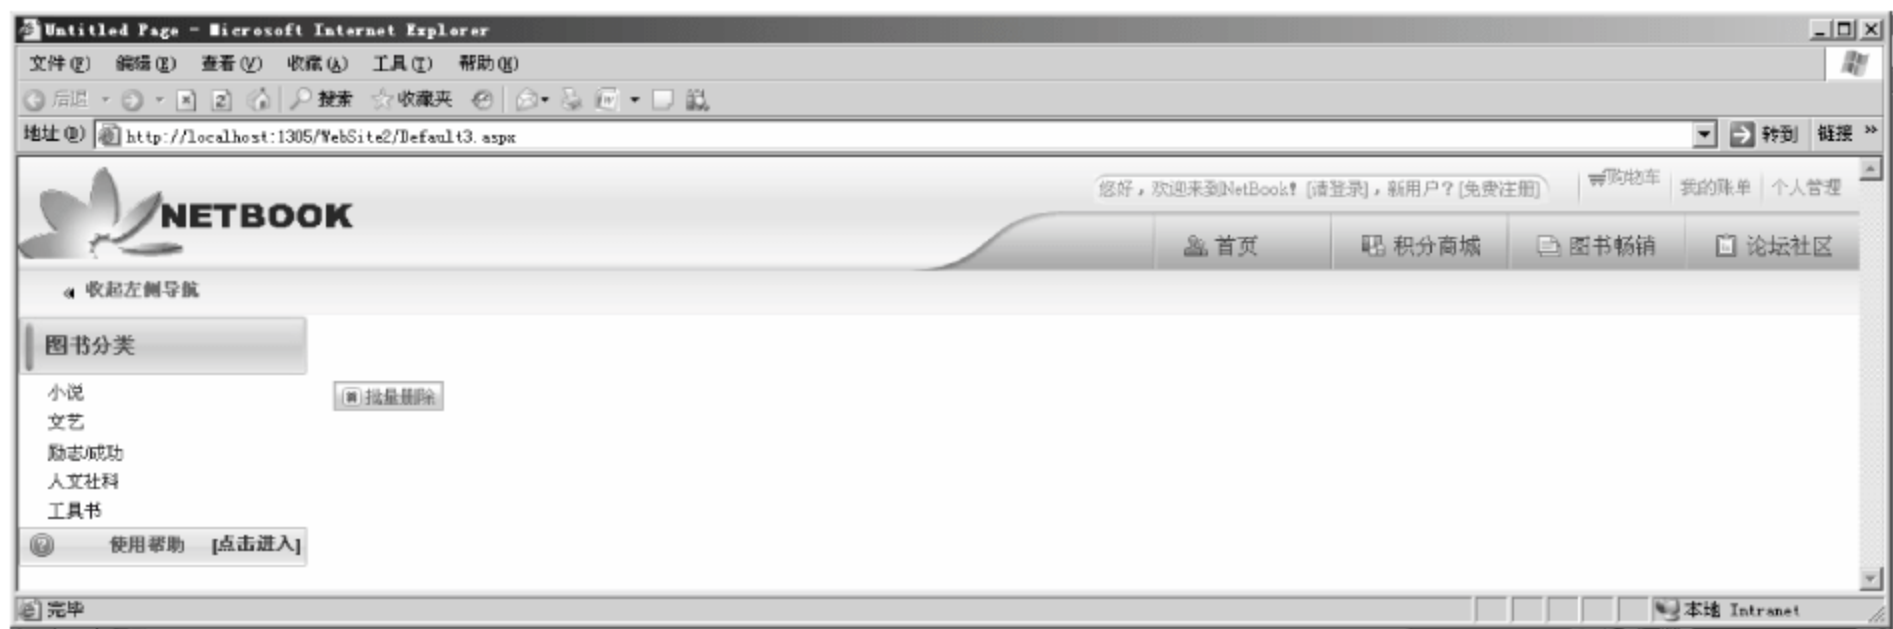 Untitled Page - Microsoft Internet Explorer
文件(F) 编辑(E) 查看(V) 收藏(A) 工具(T) 帮助(H)
后退 搜索 收藏夹
地址(D) http://localhost:1305/WebSite2/Default3.aspx 转到 链接 »
NETBOOK
您好，欢迎来到NetBook! [请登录]，新用户？[免费注册] 购物车 我的账单 个人管理
首页 积分商城 图书畅销 论坛社区
收起左侧导航
图书分类
小说
批量删除
文艺
励志/成功
人文社科
工具书
使用帮助 [点击进入]
完毕 本地 Intranet